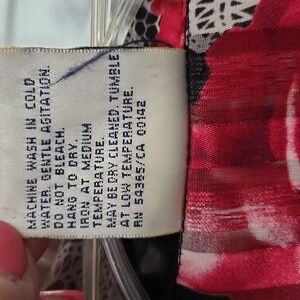 MACHINE WASH IN COLD
WATER. GENTLE AGITATION.
DO NOT BLEACH.
HANG TO DRY.
IRON AT MEDIUM
TEMPERATURE.
MAY BE DRY CLEANED. TUMBLE
AT LOW TEMPERATURE.
RN 54365/CA 00142